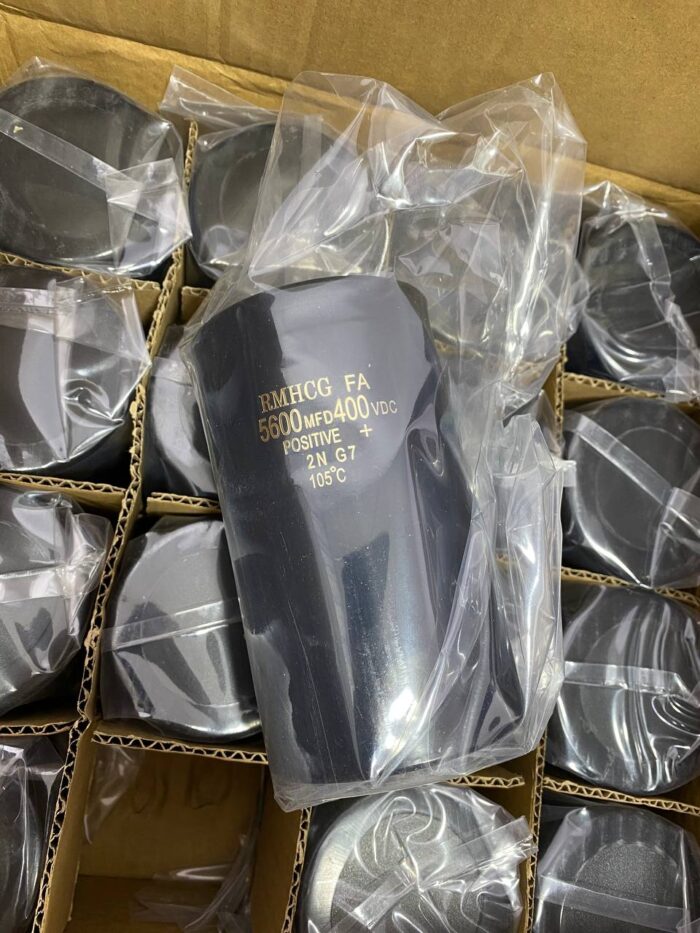 RMHCG FA
5600MFD400VDC
POSITIVE +
2N G7
105°C